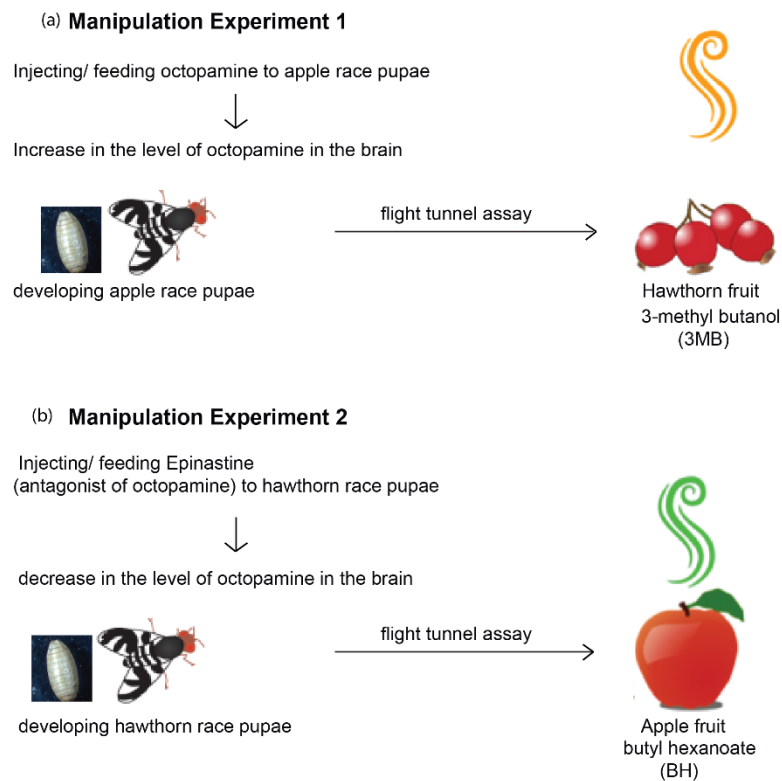 (a) Manipulation Experiment 1
Injecting/ feeding octopamine to apple race pupae
Increase in the level of octopamine in the brain
flight tunnel assay
developing apple race pupae
Hawthorn fruit
3-methyl butanol
(3MB)
(b) Manipulation Experiment 2
Injecting/ feeding Epinastine
(antagonist of octopamine) to hawthorn race pupae
decrease in the level of octopamine in the brain
flight tunnel assay
developing hawthorn race pupae
Apple fruit
butyl hexanoate
(BH)